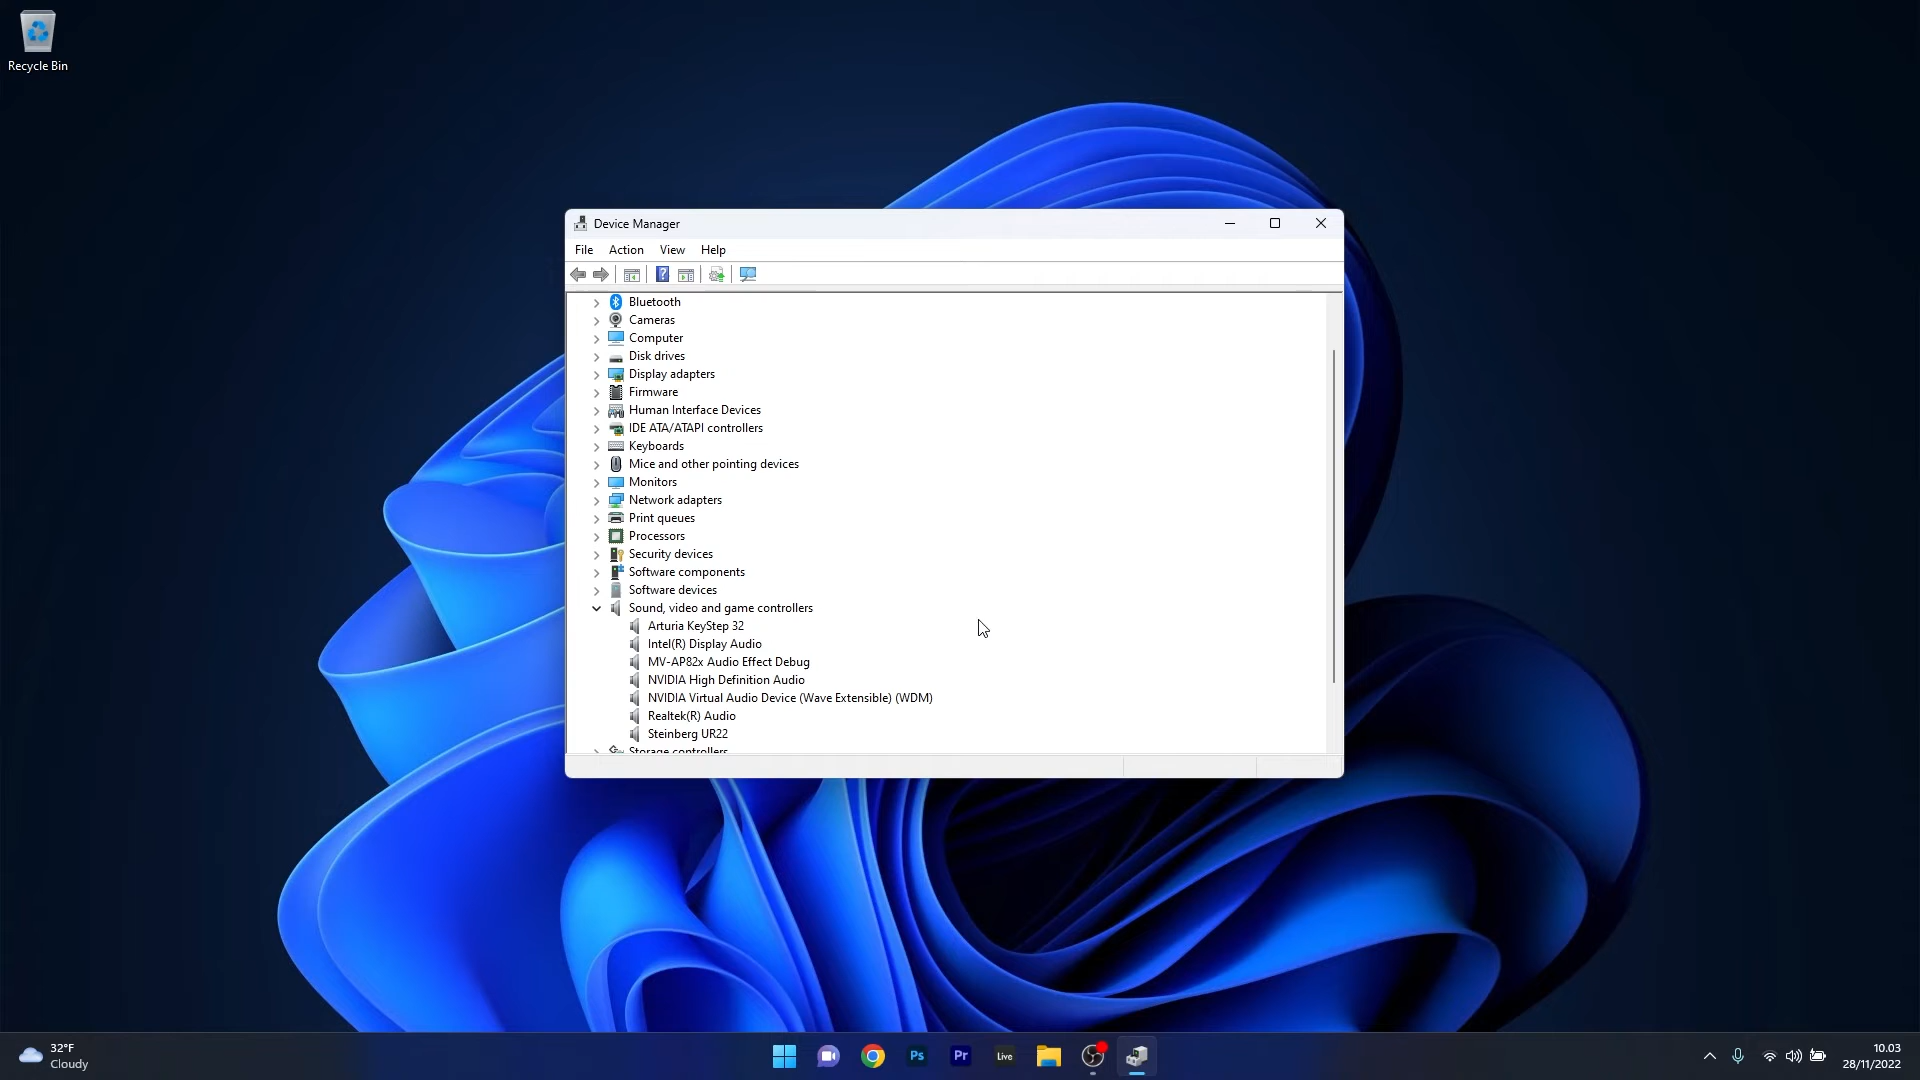 Recycle Bin
Device Manager
File Action View Help
Bluetooth
Cameras
Computer
Disk drives
Display adapters
Firmware
Human Interface Devices
IDE ATA/ATAPI controllers
Keyboards
Mice and other pointing devices
Monitors
Network adapters
Print queues
Processors
Security devices
Software components
Software devices
Sound, video and game controllers
Arturia KeyStep 32
Intel(R) Display Audio
MV-AP82x Audio Effect Debug
NVIDIA High Definition Audio
NVIDIA Virtual Audio Device (Wave Extensible) (WDM)
Realtek(R) Audio
Steinberg UR22
Storage controllers
32°F
Cloudy
Ps
Pr
Live
10.03
28/11/2022